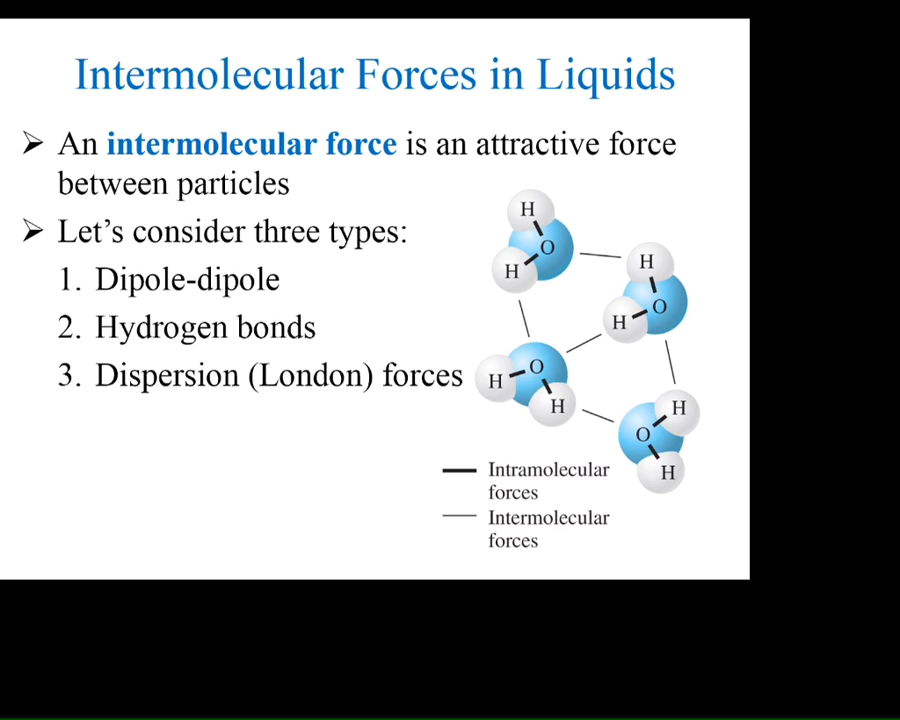 Intermolecular Forces in Liquids
➢ An intermolecular force is an attractive force
between particles
➢ Let’s consider three types:
1. Dipole-dipole
2. Hydrogen bonds
3. Dispersion (London) forces
H
O
H
H
O
H
O
H
H
H
O
H
Intramolecular
forces
Intermolecular
forces